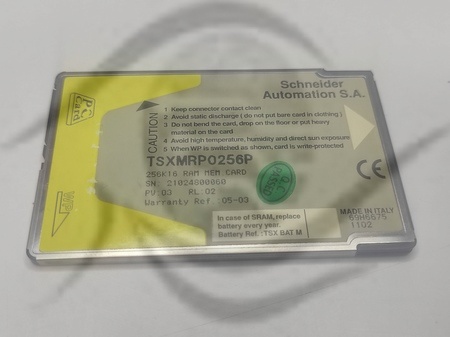 Schneider
Automation S.A.
PC
Card
CAUTION
1 Keep connector contact clean
2 Avoid static discharge ( do not put bare card in clothing )
3 Do not bend the card, drop on the floor or put heavy
material on the card
4 Avoid high temperature, humidity and direct sun exposure
5 When WP is switched as shown, card is write-protected
TSXMRP0256P
256K16 RAM MEM CARD
SN: 21024800060
PV:03 RL:02
Warranty Ref.:05-03
WP
CE
In case of SRAM, replace
battery every year.
Battery Ref. :TSX BAT M
MADE IN ITALY
1102